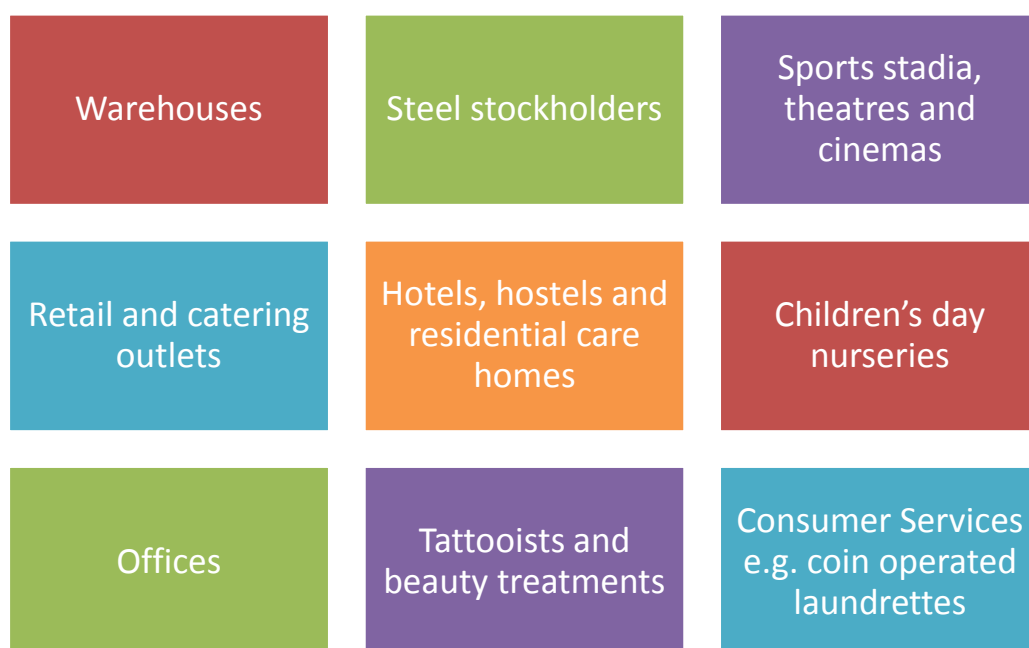 Warehouses
Steel stockholders
Sports stadia,
theatres and
cinemas
Retail and catering
outlets
Hotels, hostels and
residential care
homes
Children’s day
nurseries
Offices
Tattooists and
beauty treatments
Consumer Services
e.g. coin operated
laundrettes